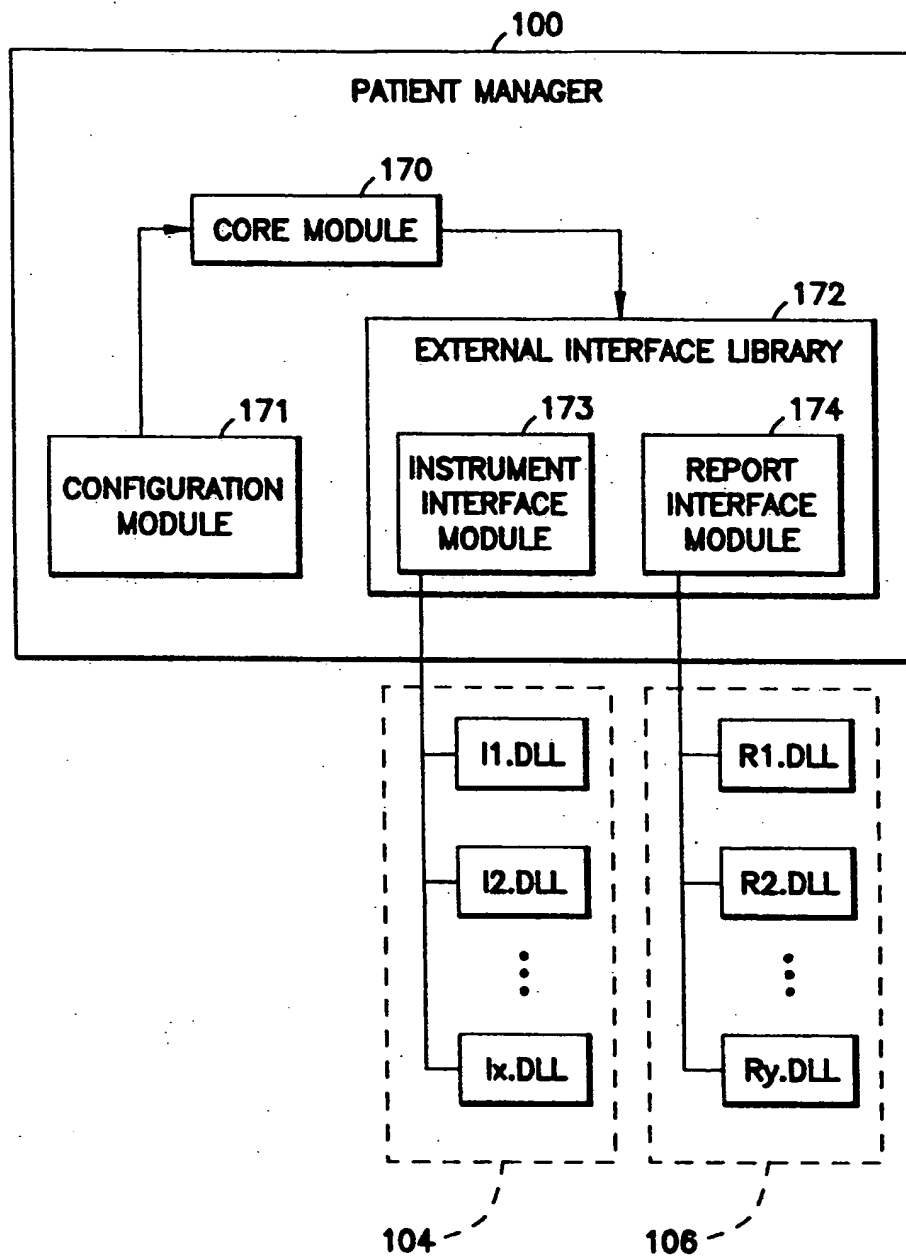 100
PATIENT MANAGER
170
CORE MODULE
172
EXTERNAL INTERFACE LIBRARY
171
CONFIGURATION
MODULE
173
INSTRUMENT
INTERFACE
MODULE
174
REPORT
INTERFACE
MODULE
I1.DLL
R1.DLL
I2.DLL
R2.DLL
Ix.DLL
Ry.DLL
104
106